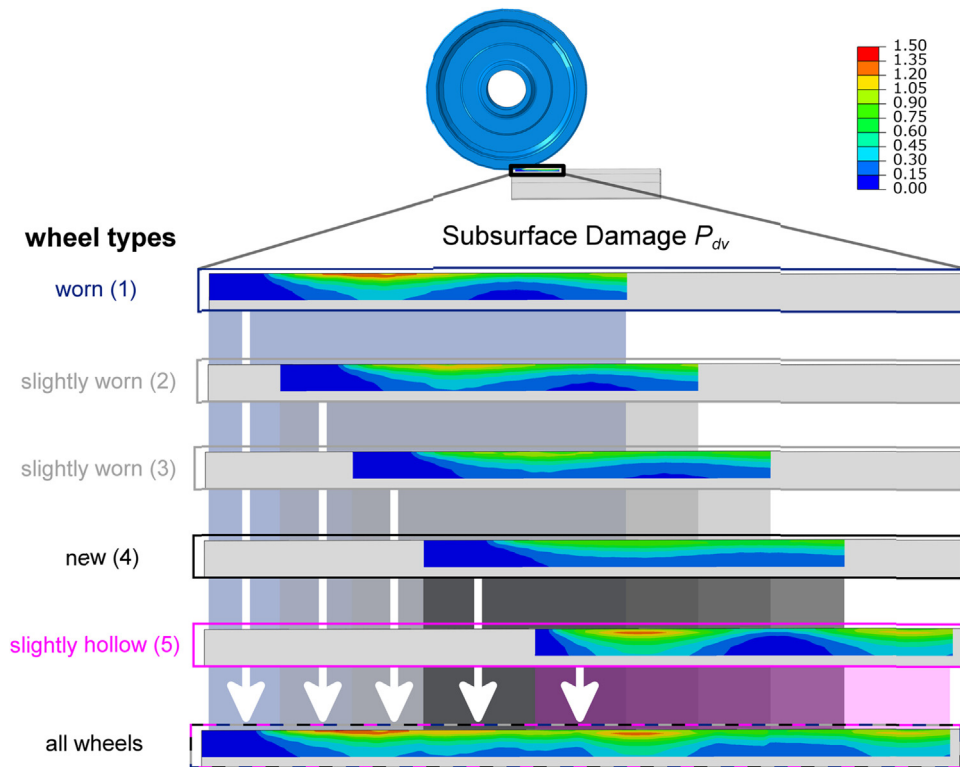 1.50
1.35
1.20
1.05
0.90
0.75
0.60
0.45
0.30
0.15
0.00
wheel types
Subsurface Damage Pdv
worn (1)
slightly worn (2)
slightly worn (3)
new (4)
slightly hollow (5)
all wheels